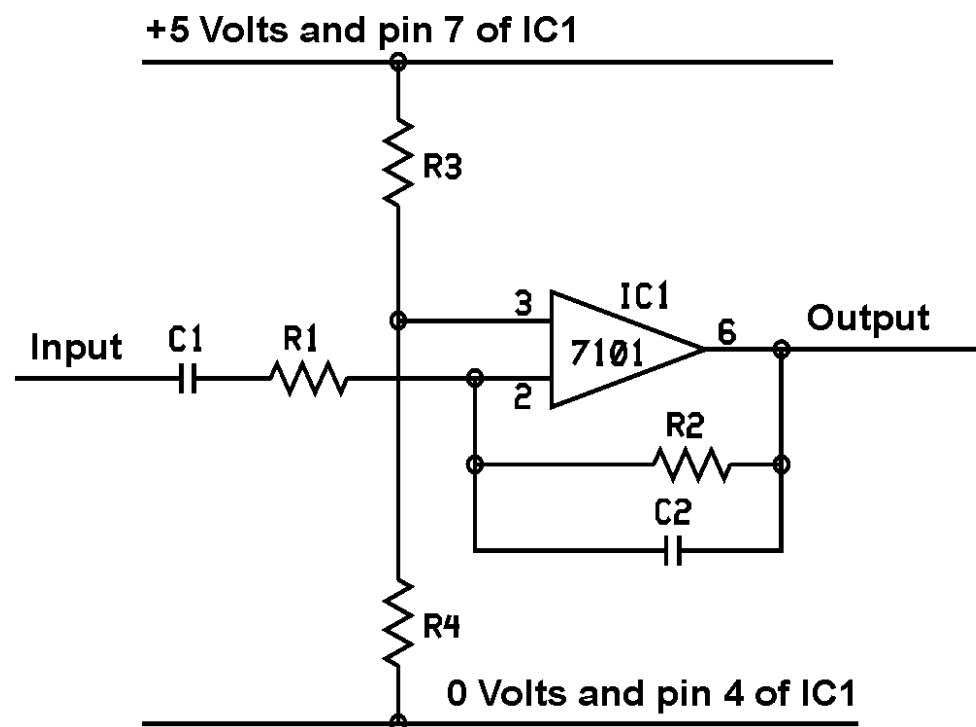 +5 Volts and pin 7 of IC1
R3
3
IC1
6
Output
Input
C1
R1
7101
2
R2
C2
R4
0 Volts and pin 4 of IC1